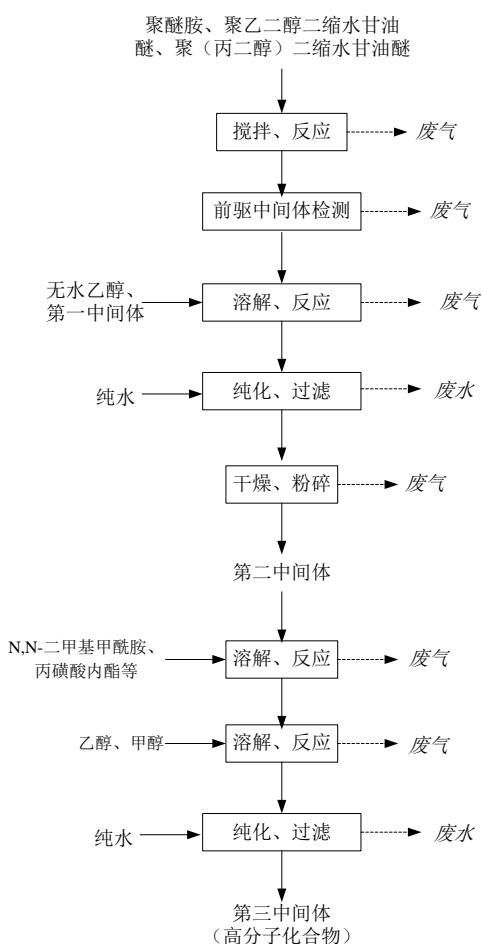 聚醚胺、聚乙二醇二缩水甘油
醚、聚（丙二醇）二缩水甘油醚
搅拌、反应
废气
前驱中间体检测
废气
无水乙醇、
第一中间体
溶解、反应
废气
纯水
纯化、过滤
废水
干燥、粉碎
废气
第二中间体
N,N-二甲基甲酰胺、
丙磺酸内酯等
溶解、反应
废气
乙醇、甲醇
溶解、反应
废气
纯水
纯化、过滤
废水
第三中间体
（高分子化合物）